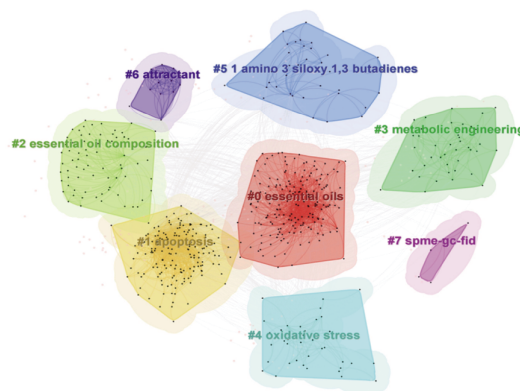 #6 attractant
#5 1 amino 3 siloxy.1,3 butadienes
#3 metabolic engineering
#2 essential oil composition
#0 essential oils
#1 apoptosis
#7 spme-gc-fid
#4 oxidative stress